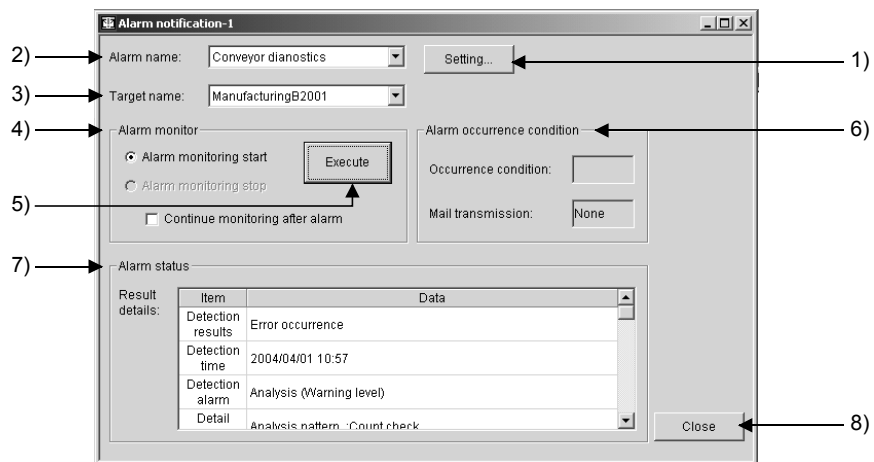 Alarm notification-1
2) Alarm name: Conveyor dianostics Setting... 1)
3) Target name: ManufacturingB2001
4) Alarm monitor
Alarm monitoring start
Execute
Alarm monitoring stop
5)
Continue monitoring after alarm
Alarm occurrence condition 6)
Occurrence condition:
Mail transmission: None
7) Alarm status
Result details:
Item Data
Detection results Error occurrence
Detection time 2004/04/01 10:57
Detection alarm Analysis (Warning level)
Detail Analysis pattern :Count check
Close 8)